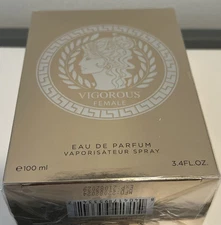 VIGOROUS
FEMALE
EAU DE PARFUM
VAPORISATEUR SPRAY
e100 ml 3.4FL.OZ.